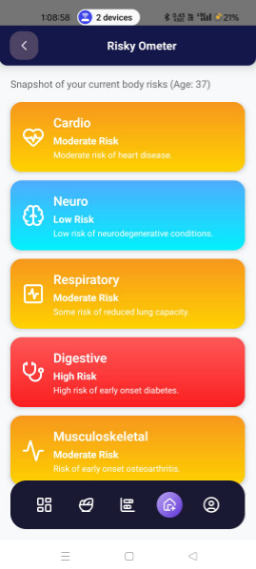 1:08:58
2 devices
21%
Risky Ometer
Snapshot of your current body risks (Age: 37)
Cardio
Moderate Risk
Moderate risk of heart disease.
Neuro
Low Risk
Low risk of neurodegenerative conditions.
Respiratory
Moderate Risk
Some risk of reduced lung capacity.
Digestive
High Risk
High risk of early onset diabetes.
Musculoskeletal
Moderate Risk
Risk of early onset osteoarthritis.